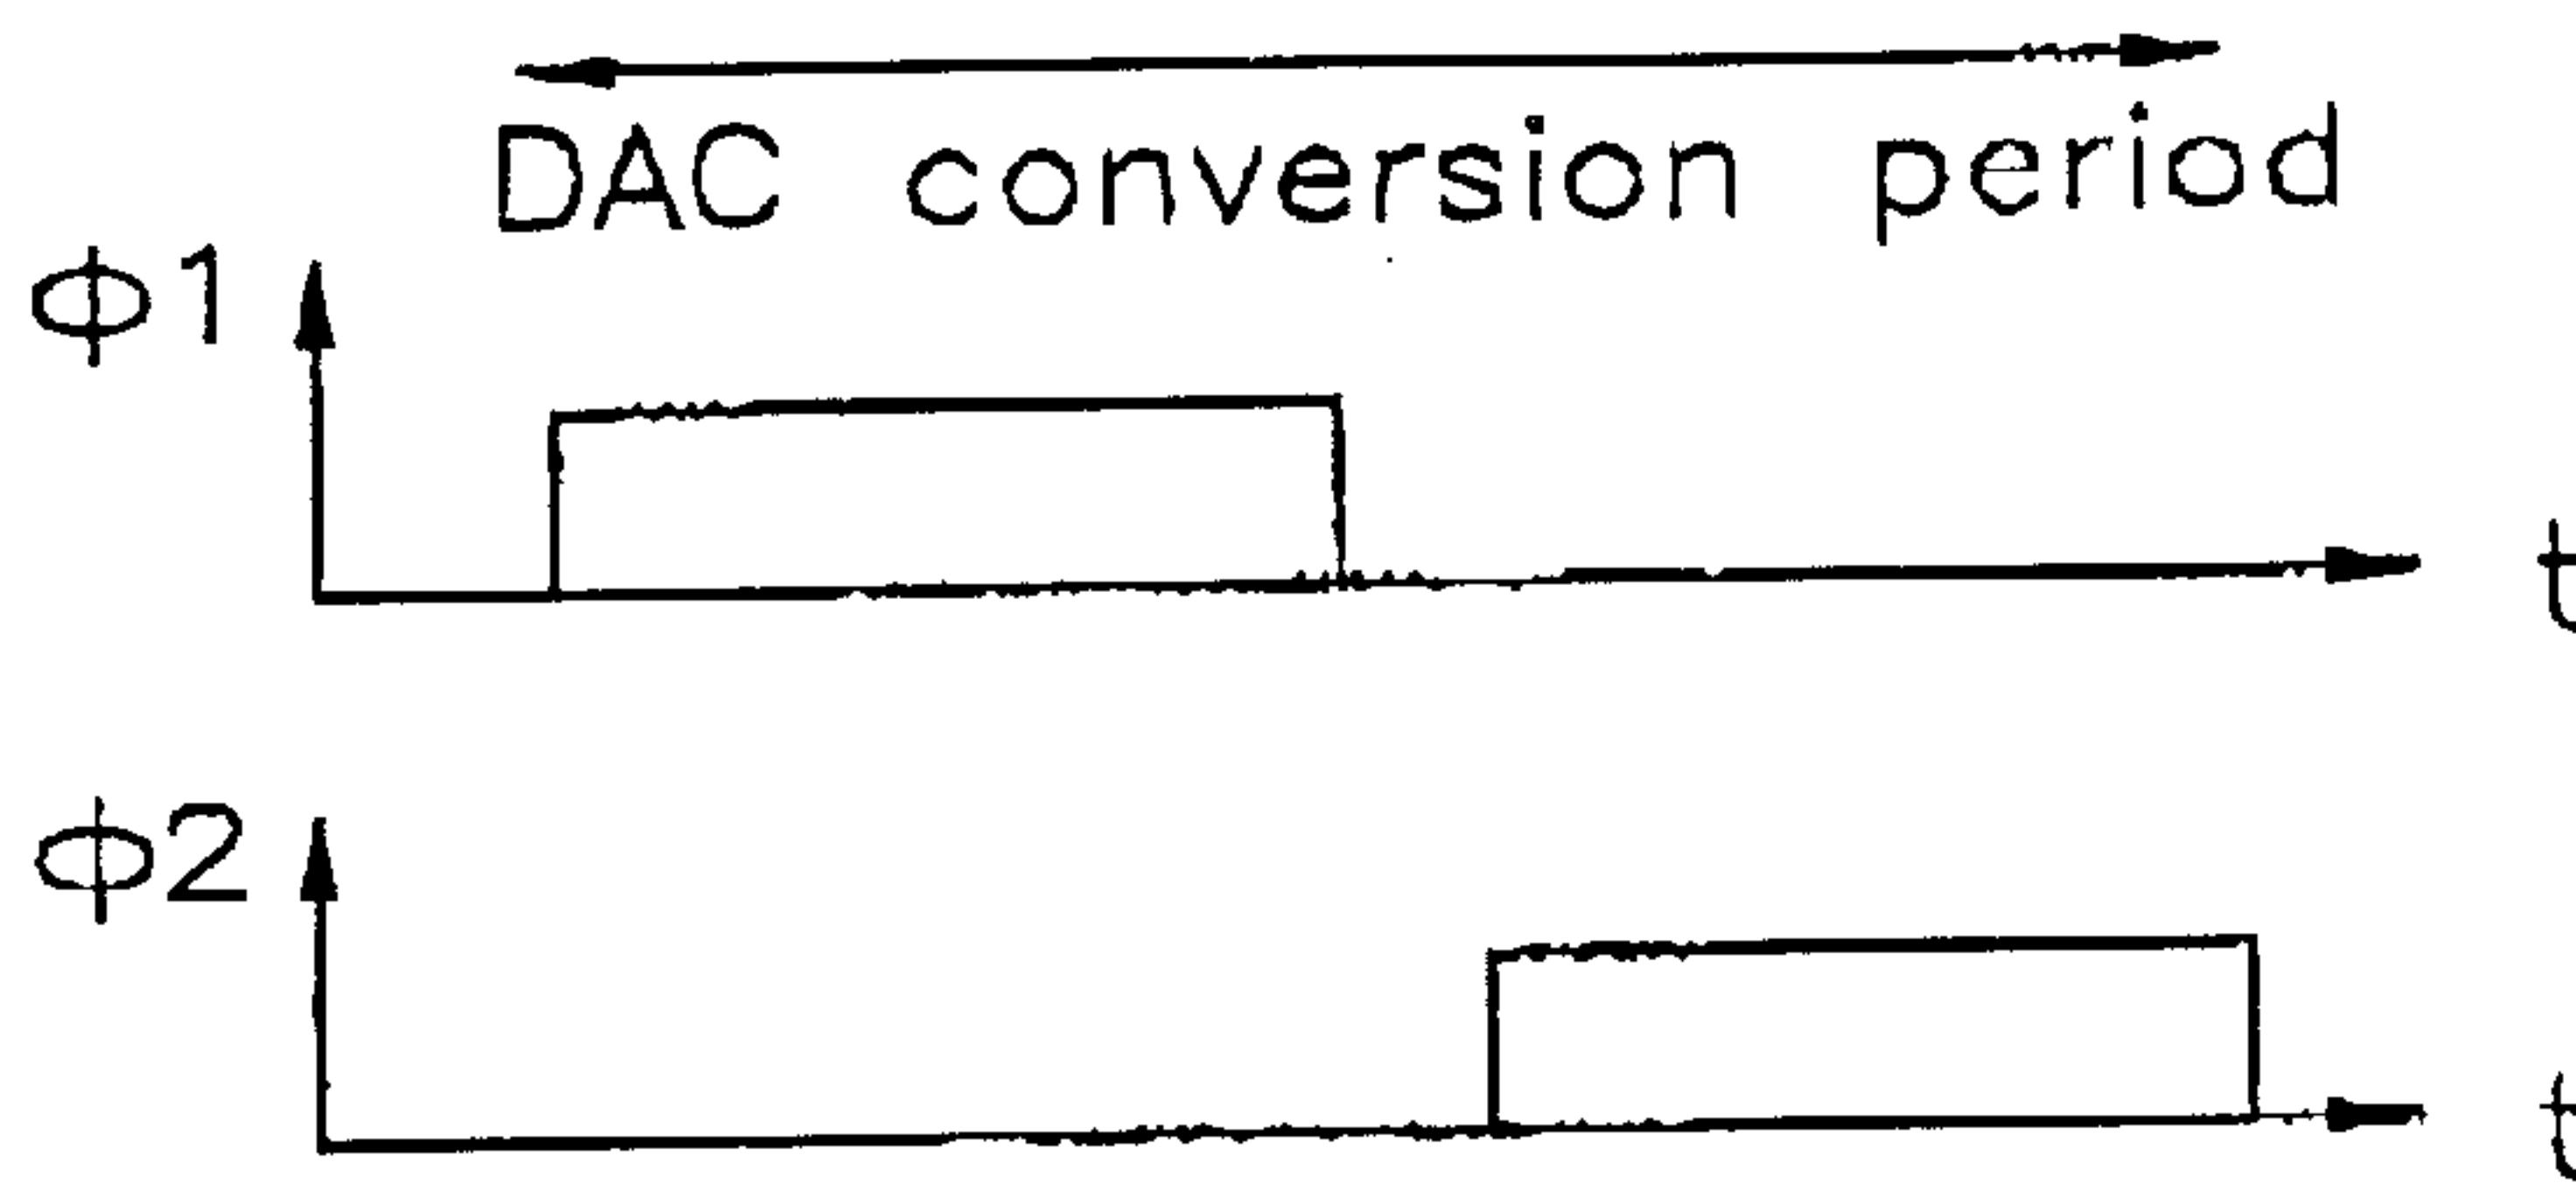 DAC conversion period
ϕ1
t
ϕ2
t